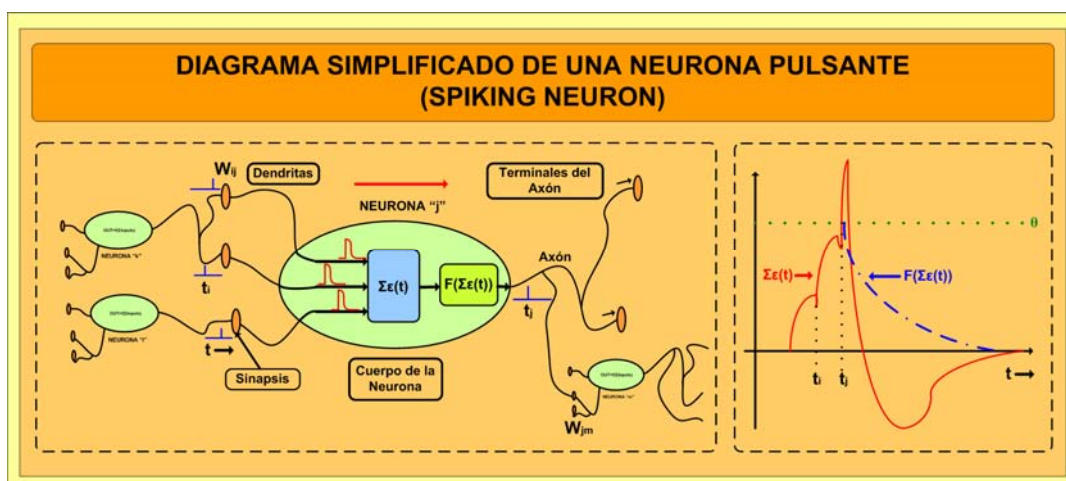 DIAGRAMA SIMPLIFICADO DE UNA NEURONA PULSANTE
(SPIKING NEURON)
Wij
Dendritas
NEURONA "j"
Terminales del
Axón
NEURONA "k"
ti
Σε(t)
F(Σε(t))
Axón
tj
t
Sinapsis
Cuerpo de la
Neurona
Wjm
θ
Σε(t)
F(Σε(t))
ti
tj
t